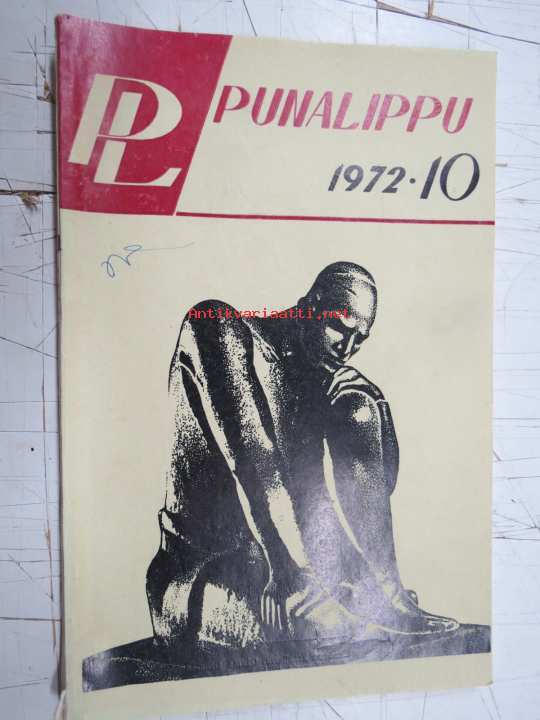 PL
PUNALIPPU
1972·10
Antikvariaatti.net